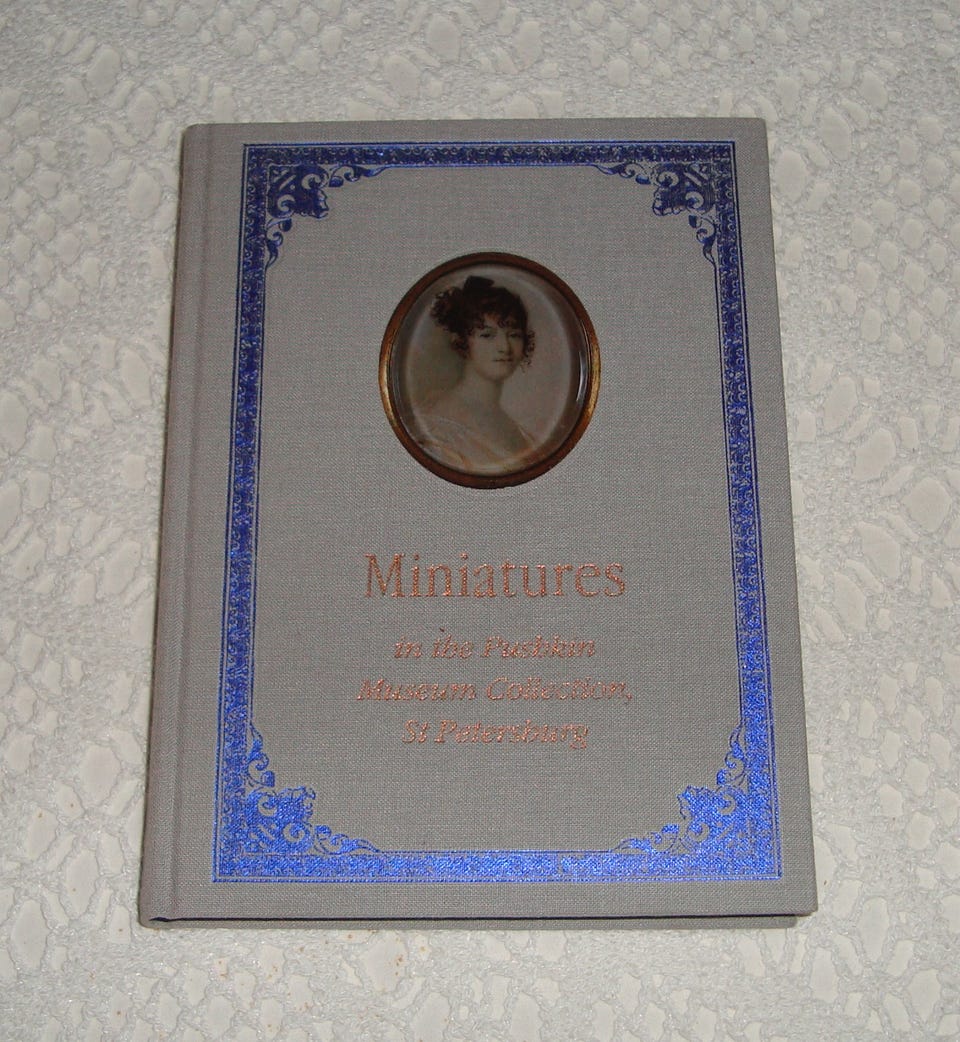 Miniatures
in the Pushkin
Museum Collection,
St Petersburg